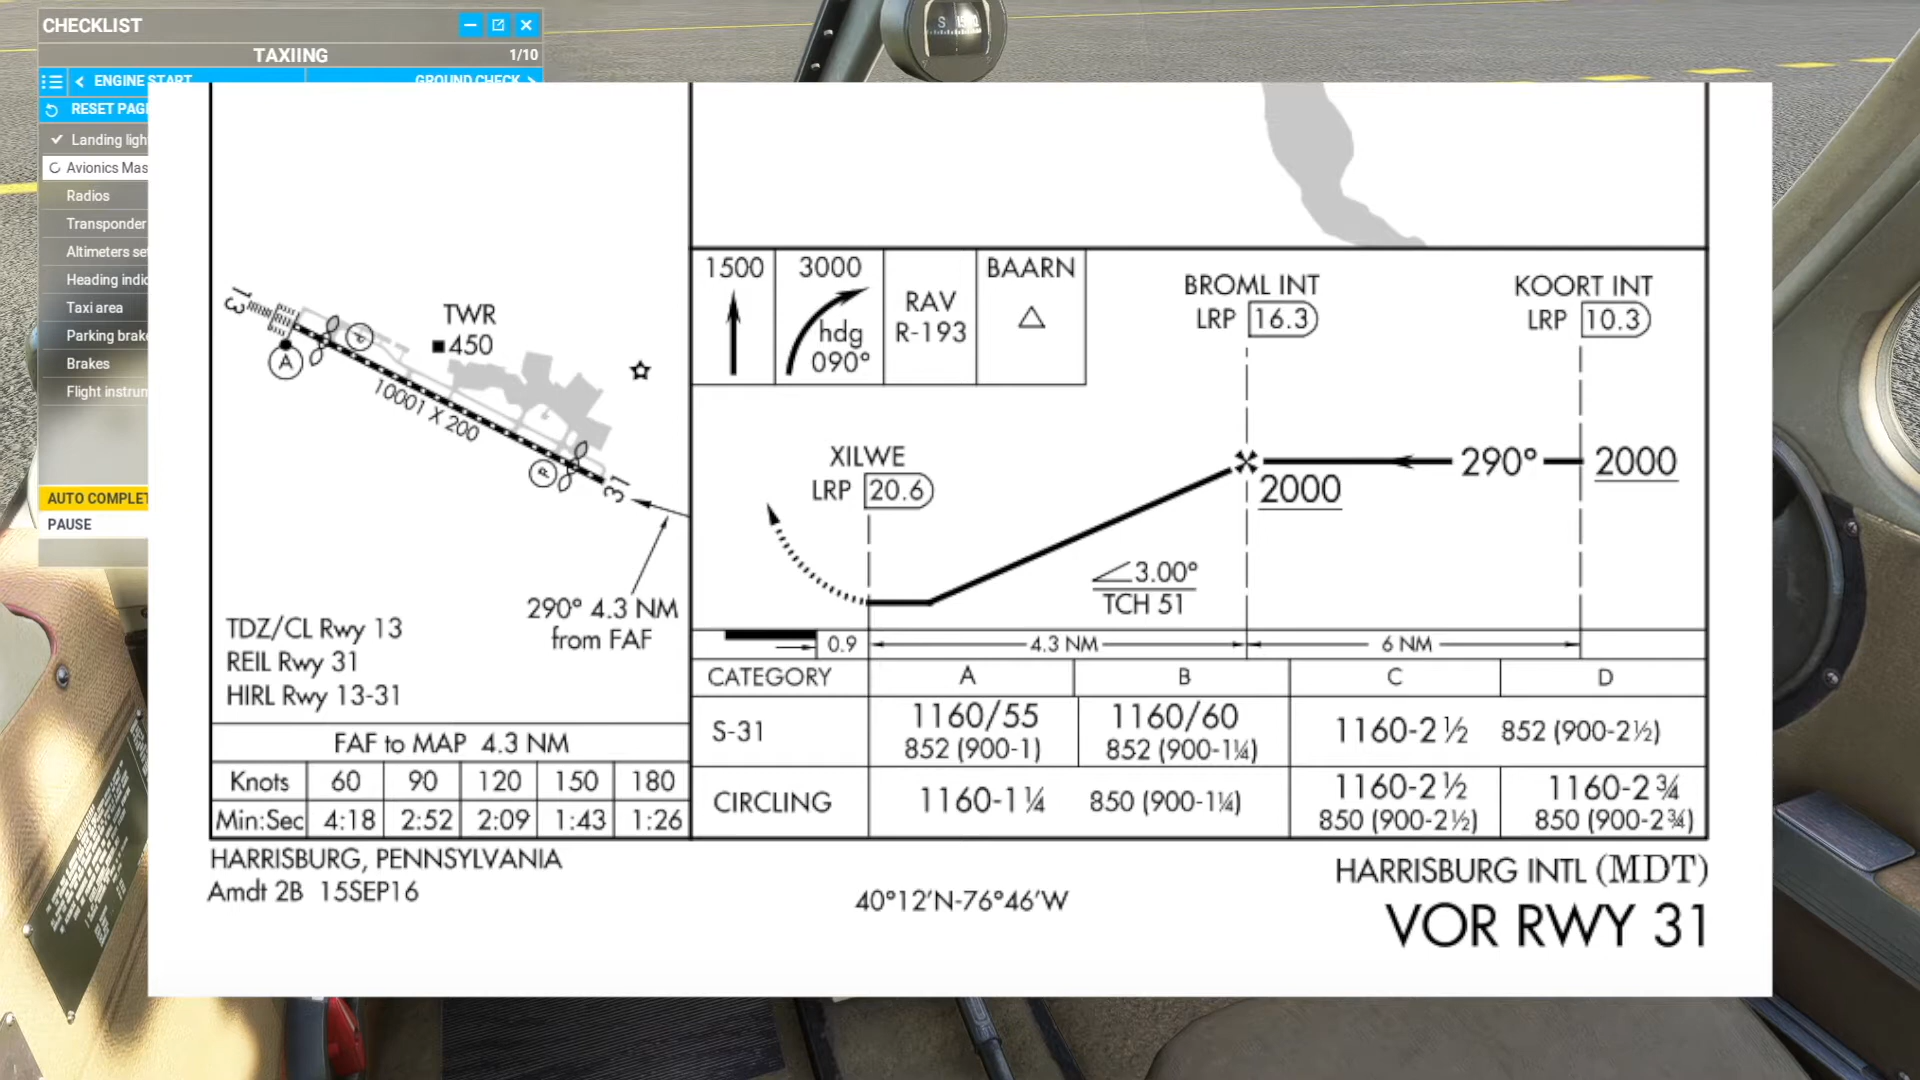 CHECKLIST
TAXIING 1/10
ENGINE START GROUND CHECK
RESET PAG
Landing ligh
Avionics Mas
Radios
Transponder
Altimeters se
Heading indic
Taxi area
Parking brak
Brakes
Flight instrun
AUTO COMPLET
PAUSE
S
13
TWR
450
A
P
10001 X 200
P
31
290° 4.3 NM
from FAF
TDZ/CL Rwy 13
REIL Rwy 31
HIRL Rwy 13-31
FAF to MAP 4.3 NM
Knots 60 90 120 150 180
Min:Sec 4:18 2:52 2:09 1:43 1:26
1500
3000
hdg
090°
RAV
R-193
BAARN
BROML INT
LRP 16.3
KOORT INT
LRP 10.3
XILWE
LRP 20.6
290° 2000
2000
3.00°
TCH 51
0.9 4.3 NM 6 NM
CATEGORY A B C D
S-31
1160/55
852 (900-1)
1160/60
852 (900-1¼)
1160-2½ 852 (900-2½)
CIRCLING
1160-1¼ 850 (900-1¼)
1160-2½
850 (900-2½)
1160-2¾
850 (900-2¾)
HARRISBURG, PENNSYLVANIA
Amdt 2B 15SEP16
40°12'N-76°46'W
HARRISBURG INTL (MDT)
VOR RWY 31